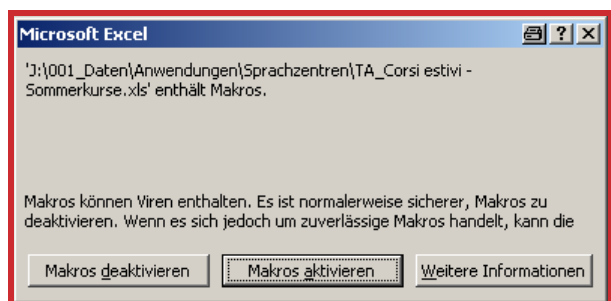 Microsoft Excel
'J:\001_Daten\Anwendungen\Sprachzentren\TA_Corsi estivi -
Sommerkurse.xls' enthält Makros.
Makros können Viren enthalten. Es ist normalerweise sicherer, Makros zu
deaktivieren. Wenn es sich jedoch um zuverlässige Makros handelt, kann die
Makros deaktivieren Makros aktivieren Weitere Informationen